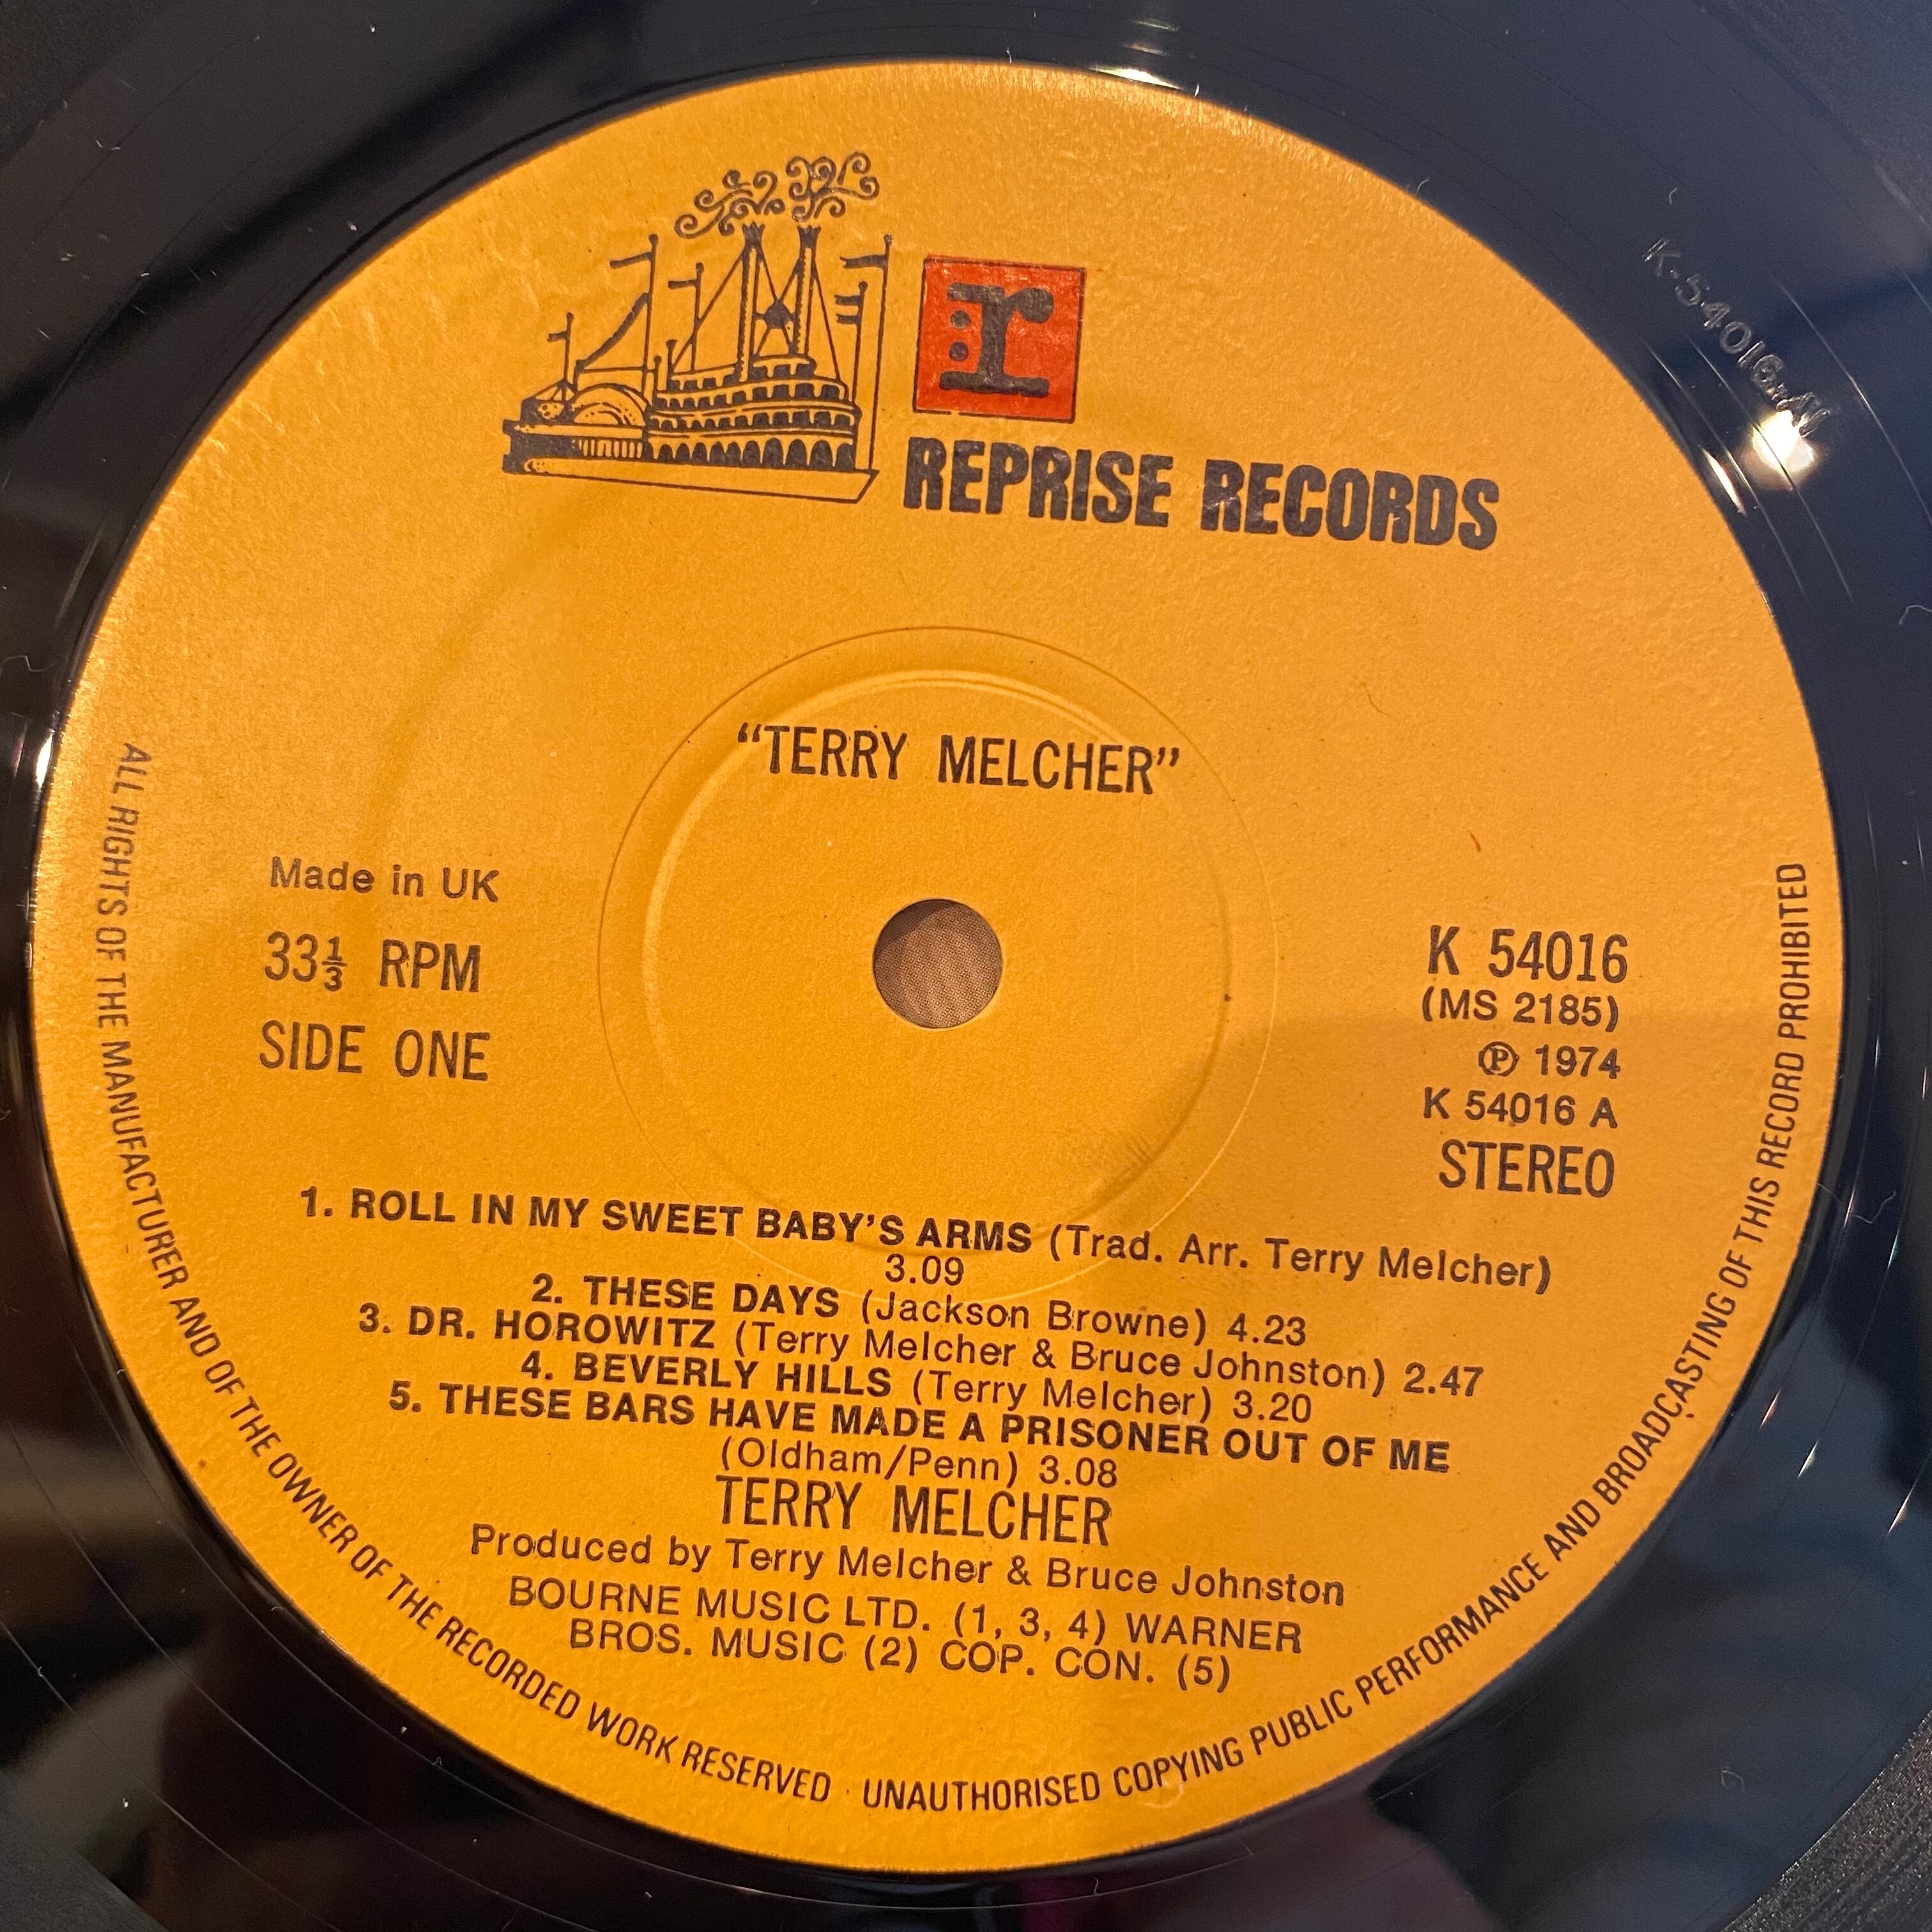 r
REPRISE RECORDS
"TERRY MELCHER"
Made in UK
33⅓ RPM
SIDE ONE
K 54016
(MS 2185)
℗ 1974
K 54016 A
STEREO
1. ROLL IN MY SWEET BABY'S ARMS (Trad. Arr. Terry Melcher)
3.09
2. THESE DAYS (Jackson Browne) 4.23
3. DR. HOROWITZ (Terry Melcher & Bruce Johnston) 2.47
4. BEVERLY HILLS (Terry Melcher) 3.20
5. THESE BARS HAVE MADE A PRISONER OUT OF ME
(Oldham/Penn) 3.08
TERRY MELCHER
Produced by Terry Melcher & Bruce Johnston
BOURNE MUSIC LTD. (1, 3, 4) WARNER
BROS. MUSIC (2) COP. CON. (5)
ALL RIGHTS OF THE MANUFACTURER AND OF THE OWNER OF THE RECORDED WORK RESERVED · UNAUTHORISED COPYING PUBLIC PERFORMANCE AND BROADCASTING OF THIS RECORD PROHIBITED